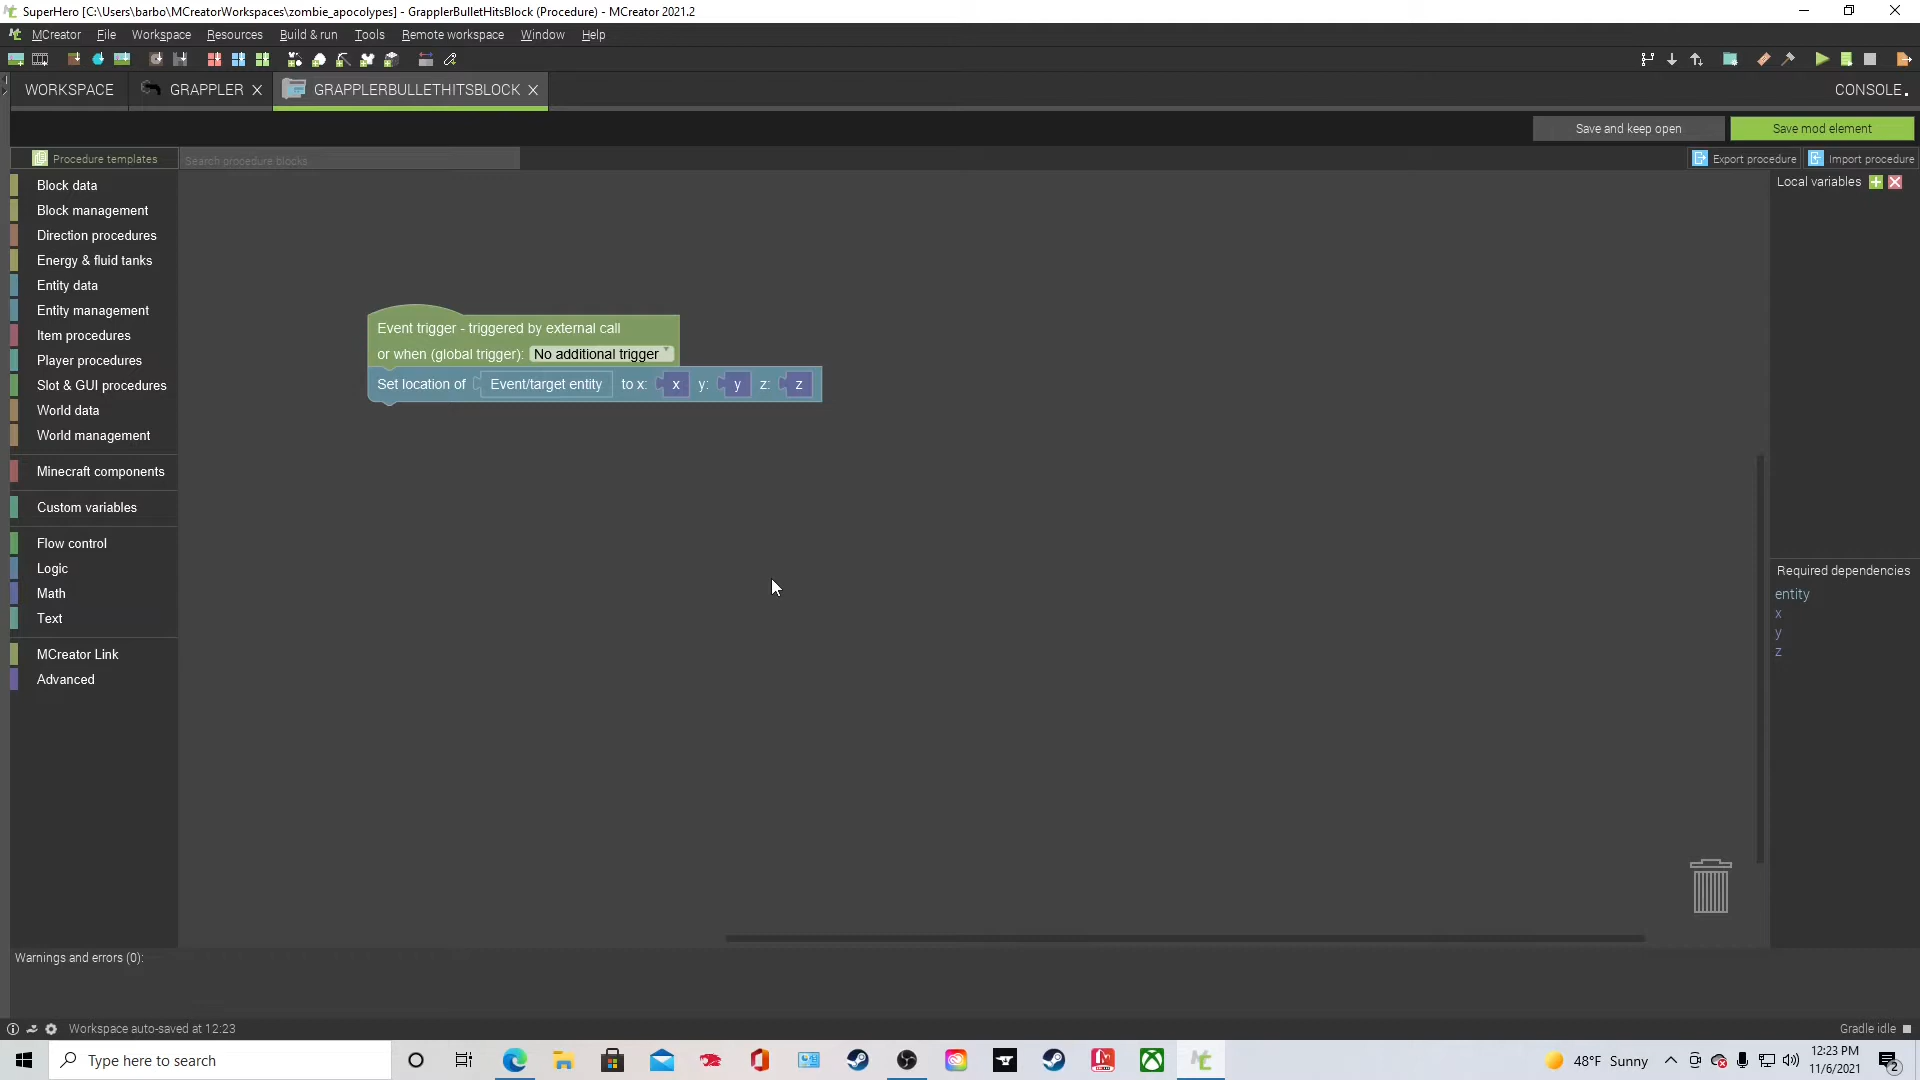 SuperHero [C:\Users\barbo\MCreatorWorkspaces\zombie_apocolypes] - GrapplerBulletHitsBlock (Procedure) - MCreator 2021.2
MCreator File Workspace Resources Build & run Tools Remote workspace Window Help
WORKSPACE GRAPPLER GRAPPLERBULLETHITSBLOCK CONSOLE
Save and keep open Save mod element
Procedure templates Search procedure blocks Export procedure Import procedure
Local variables
Block data
Block management
Direction procedures
Energy & fluid tanks
Entity data
Entity management
Item procedures
Player procedures
Slot & GUI procedures
World data
World management
Minecraft components
Custom variables
Flow control
Logic
Math
Text
MCreator Link
Advanced
Event trigger - triggered by external call
or when (global trigger): No additional trigger
Set location of Event/target entity to x: x y: y z: z
Required dependencies
entity
x
y
z
Warnings and errors (0):
Workspace auto-saved at 12:23 Gradle idle
Type here to search
48°F Sunny
12:23 PM
11/6/2021
2